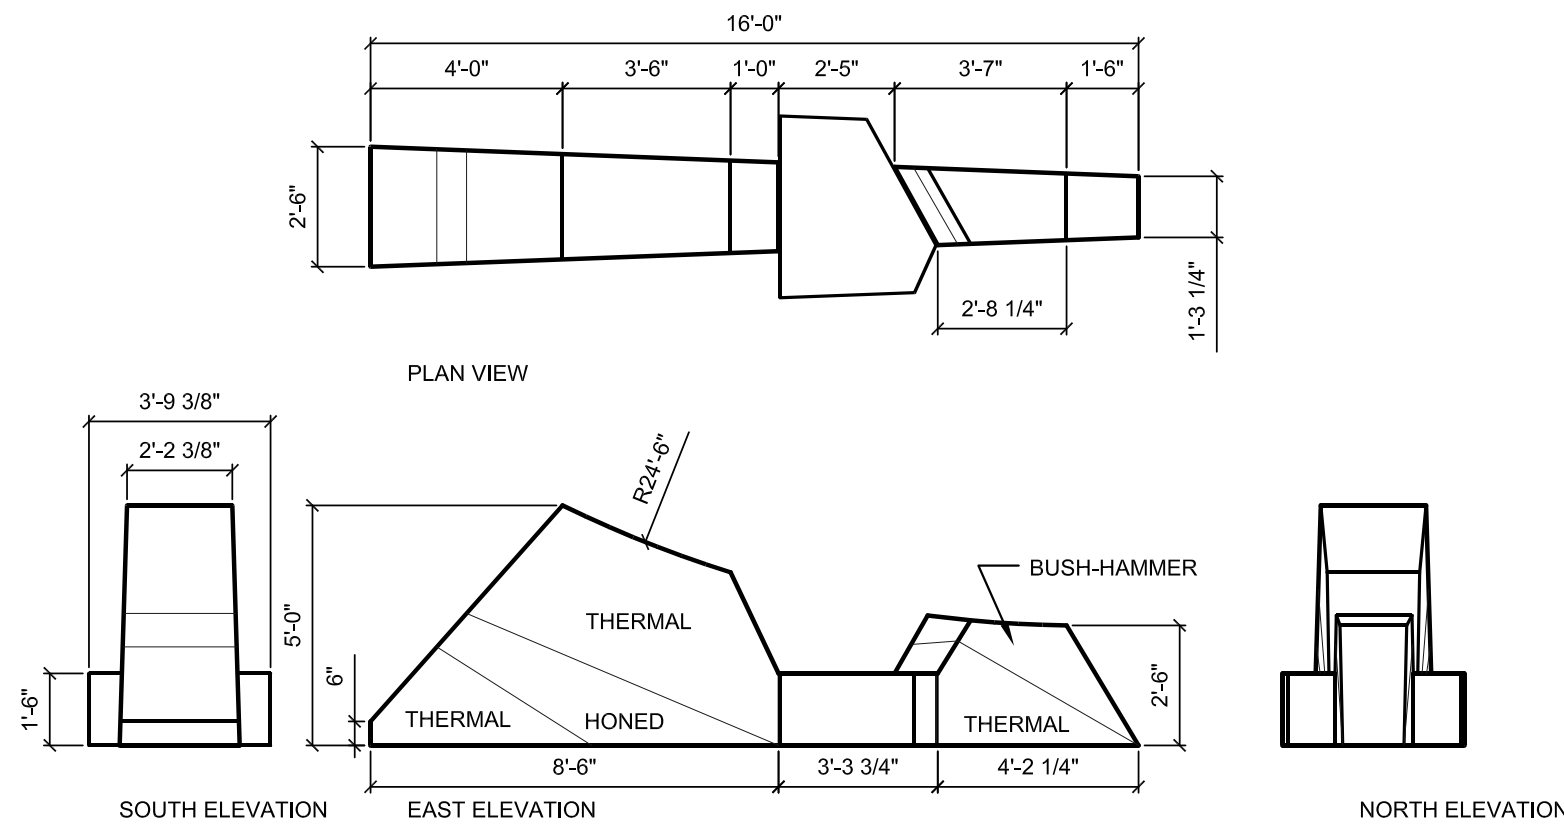 16'-0"
4'-0"
3'-6"
1'-0"
2'-5"
3'-7"
1'-6"
2'-6"
2'-8 1/4"
1'-3 1/4"
PLAN VIEW
3'-9 3/8"
2'-2 3/8"
1'-6"
SOUTH ELEVATION
R24'-6"
5'-0"
6"
THERMAL
THERMAL
HONED
BUSH-HAMMER
THERMAL
2'-6"
8'-6"
3'-3 3/4"
4'-2 1/4"
EAST ELEVATION
NORTH ELEVATION